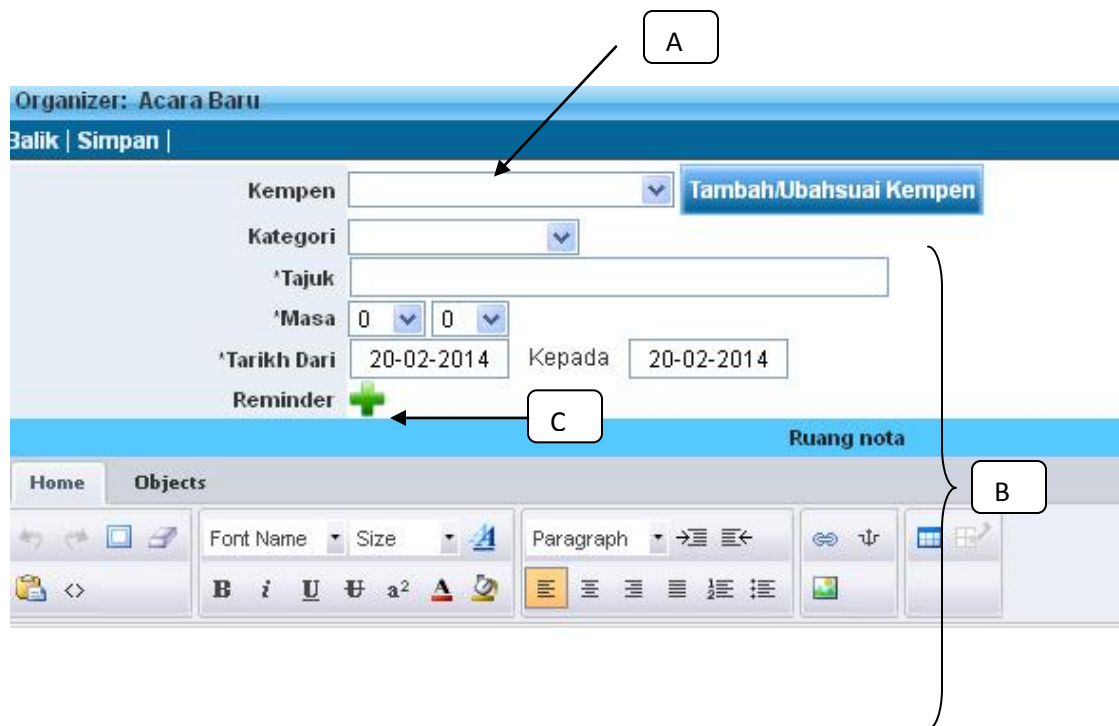 A
Organizer: Acara Baru
Balik | Simpan |
Kempen Tambah/Ubahsuai Kempen
Kategori
*Tajuk
*Masa 0 0
*Tarikh Dari 20-02-2014 Kepada 20-02-2014
Reminder
C
Ruang nota
B
Home Objects
Font Name Size A Paragraph
<> B i U U a² A